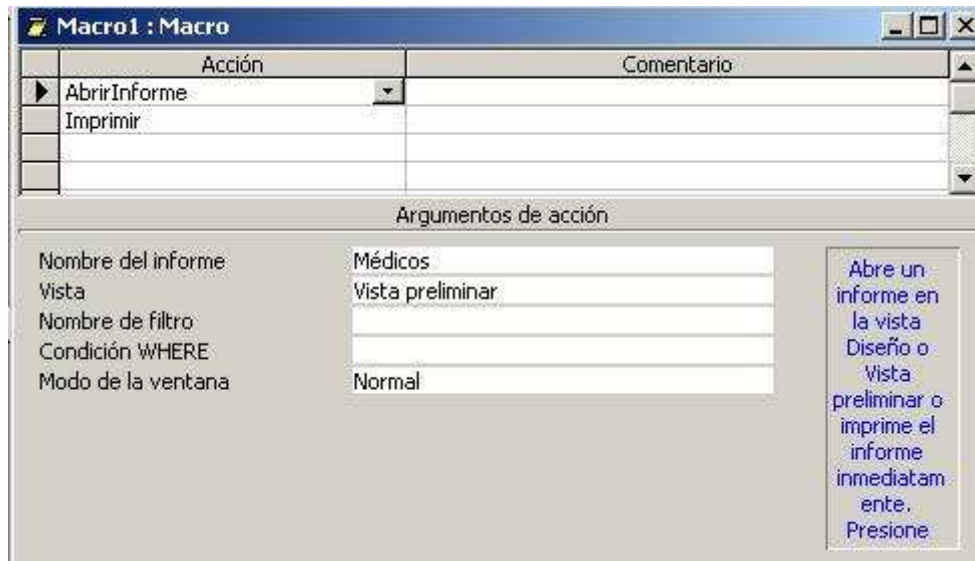 Macro1 : Macro
Acción Comentario
AbrirInforme
Imprimir
Argumentos de acción
Nombre del informe Médicos
Vista Vista preliminar
Nombre de filtro
Condición WHERE
Modo de la ventana Normal
Abre un
informe en
la vista
Diseño o
Vista
preliminar o
imprime el
informe
inmediatam
ente.
Presione